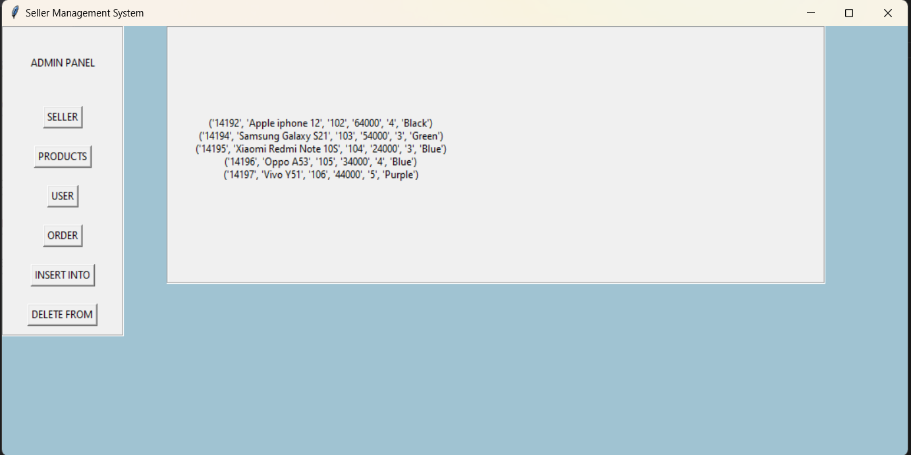 Seller Management System
ADMIN PANEL
SELLER
PRODUCTS
USER
ORDER
INSERT INTO
DELETE FROM
('14192', 'Apple iphone 12', '102', '64000', '4', 'Black')
('14194', 'Samsung Galaxy S21', '103', '54000', '3', 'Green')
('14195', 'Xiaomi Redmi Note 10S', '104', '24000', '3', 'Blue')
('14196', 'Oppo A53', '105', '34000', '4', 'Blue')
('14197', 'Vivo Y51', '106', '44000', '5', 'Purple')